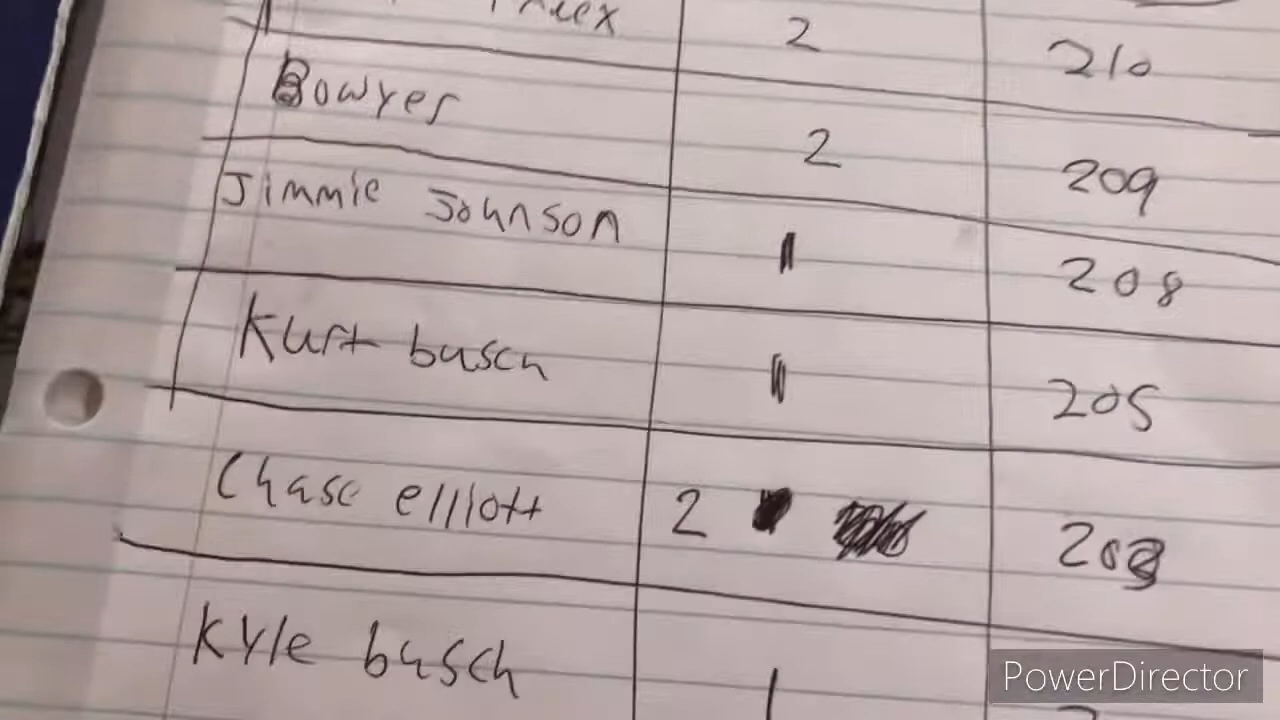 2 210
Bowyer 2 209
Jimmie Johnson 1 208
Kurt busch 1 205
Chase elliott 2 203
Kyle busch 1
PowerDirector